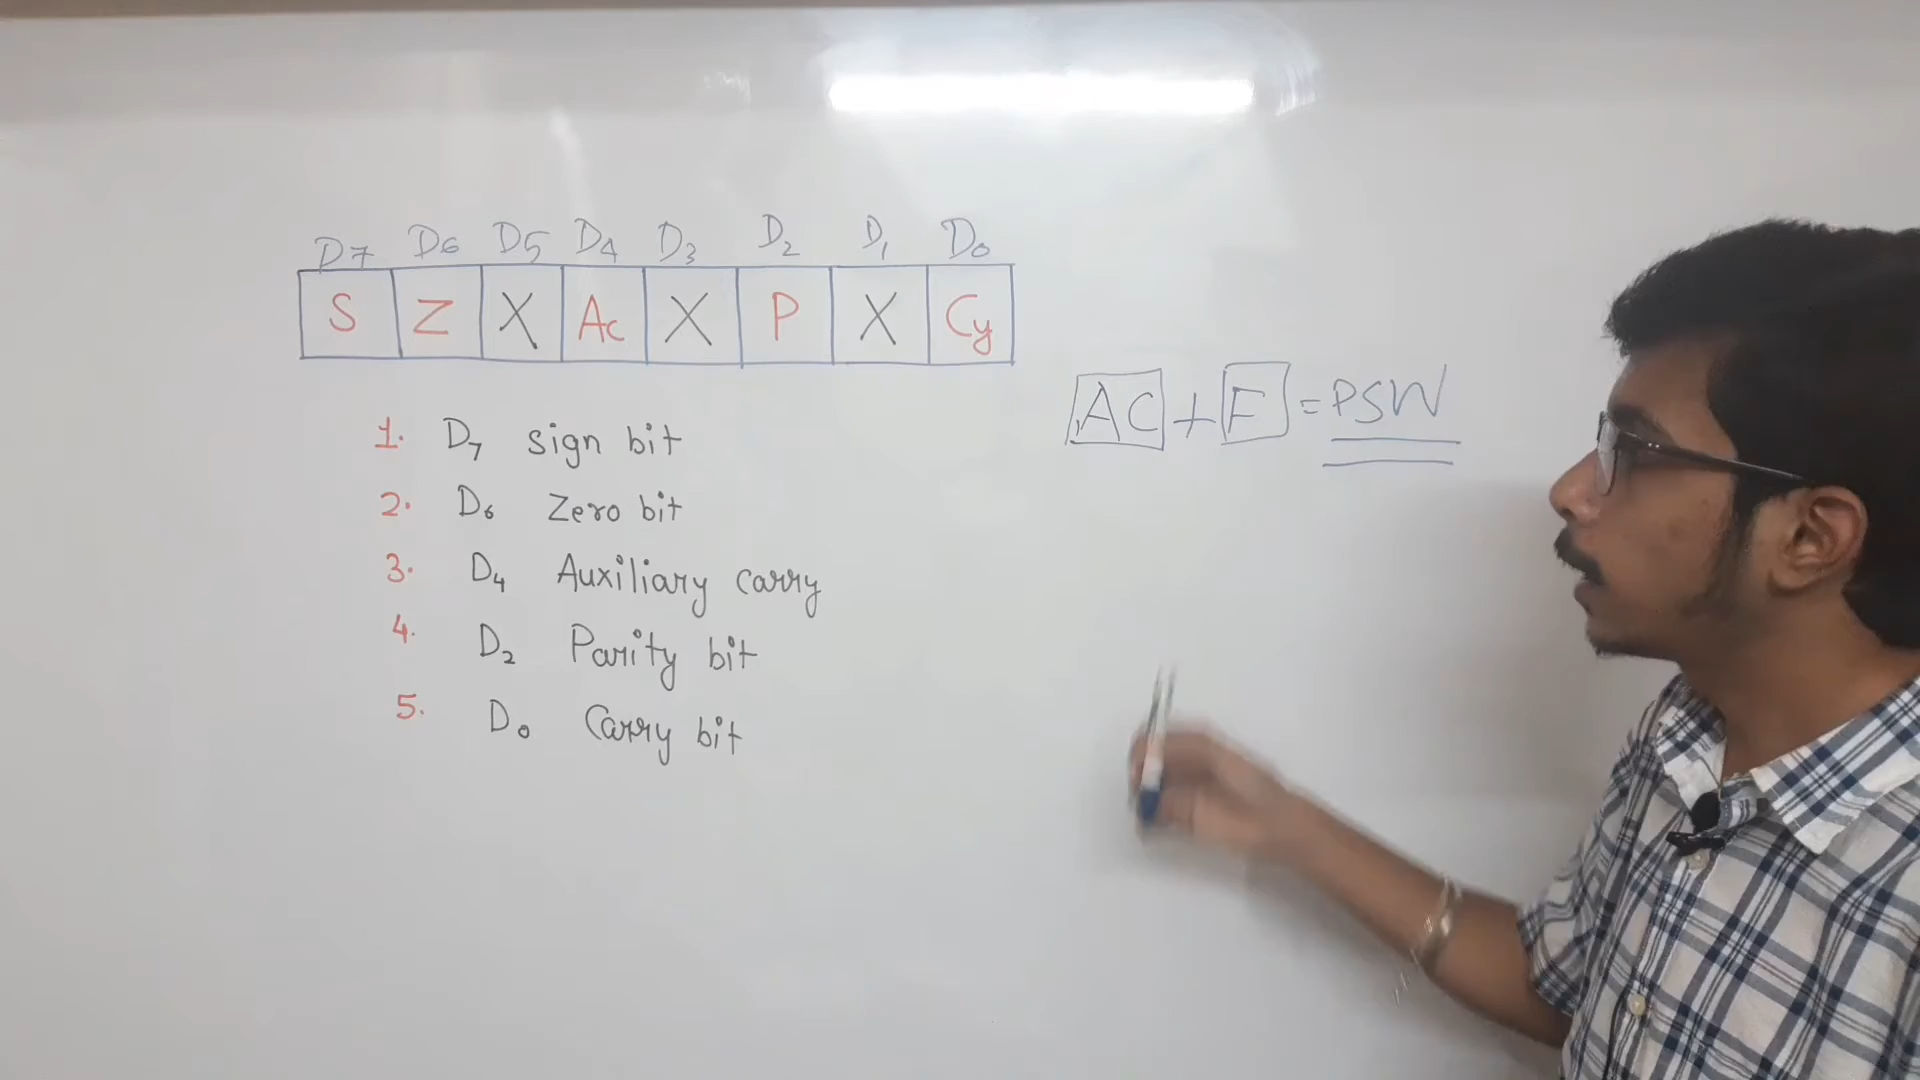 D7 D6 D5 D4 D3 D2 D1 D0
S Z X Ac X P X Cy
AC + F = PSW
1. D7 sign bit
2. D6 Zero bit
3. D4 Auxiliary carry
4. D2 Parity bit
5. D0 Carry bit